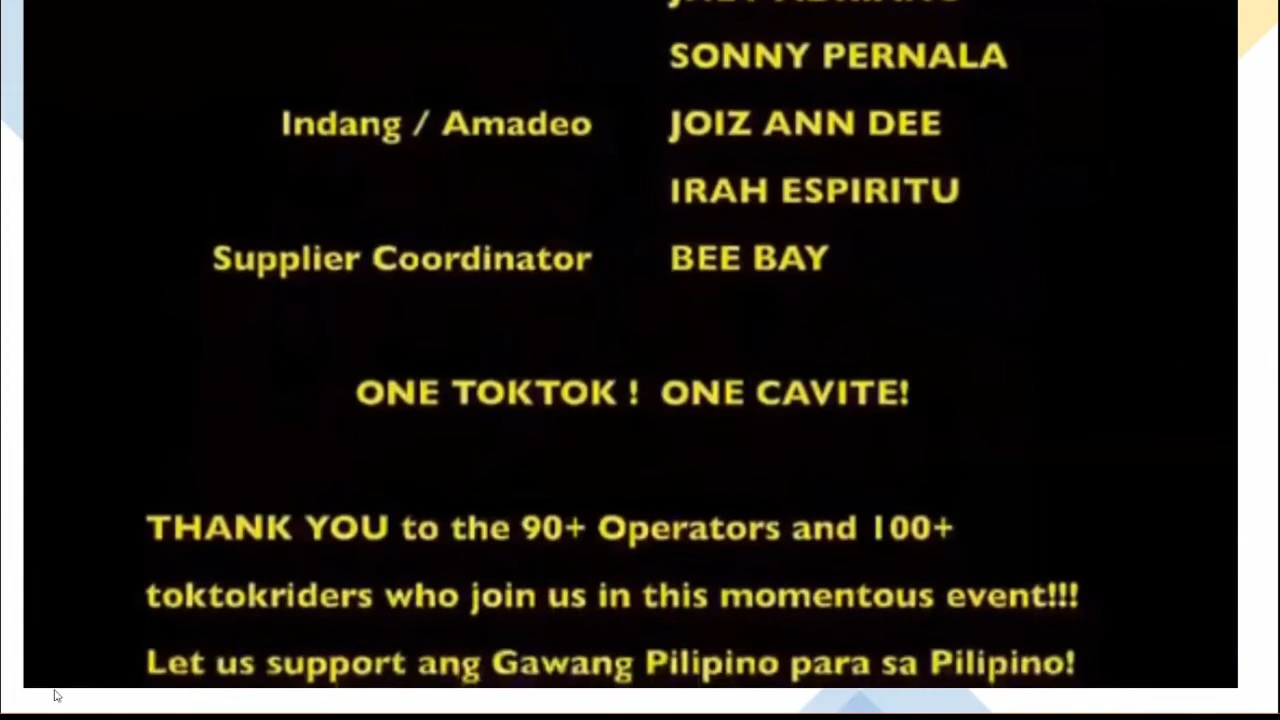 SONNY PERNALA
Indang / Amadeo JOIZ ANN DEE
IRAH ESPIRITU
Supplier Coordinator BEE BAY
ONE TOKTOK ! ONE CAVITE!
THANK YOU to the 90+ Operators and 100+
toktokriders who join us in this momentous event!!!
Let us support ang Gawang Pilipino para sa Pilipino!